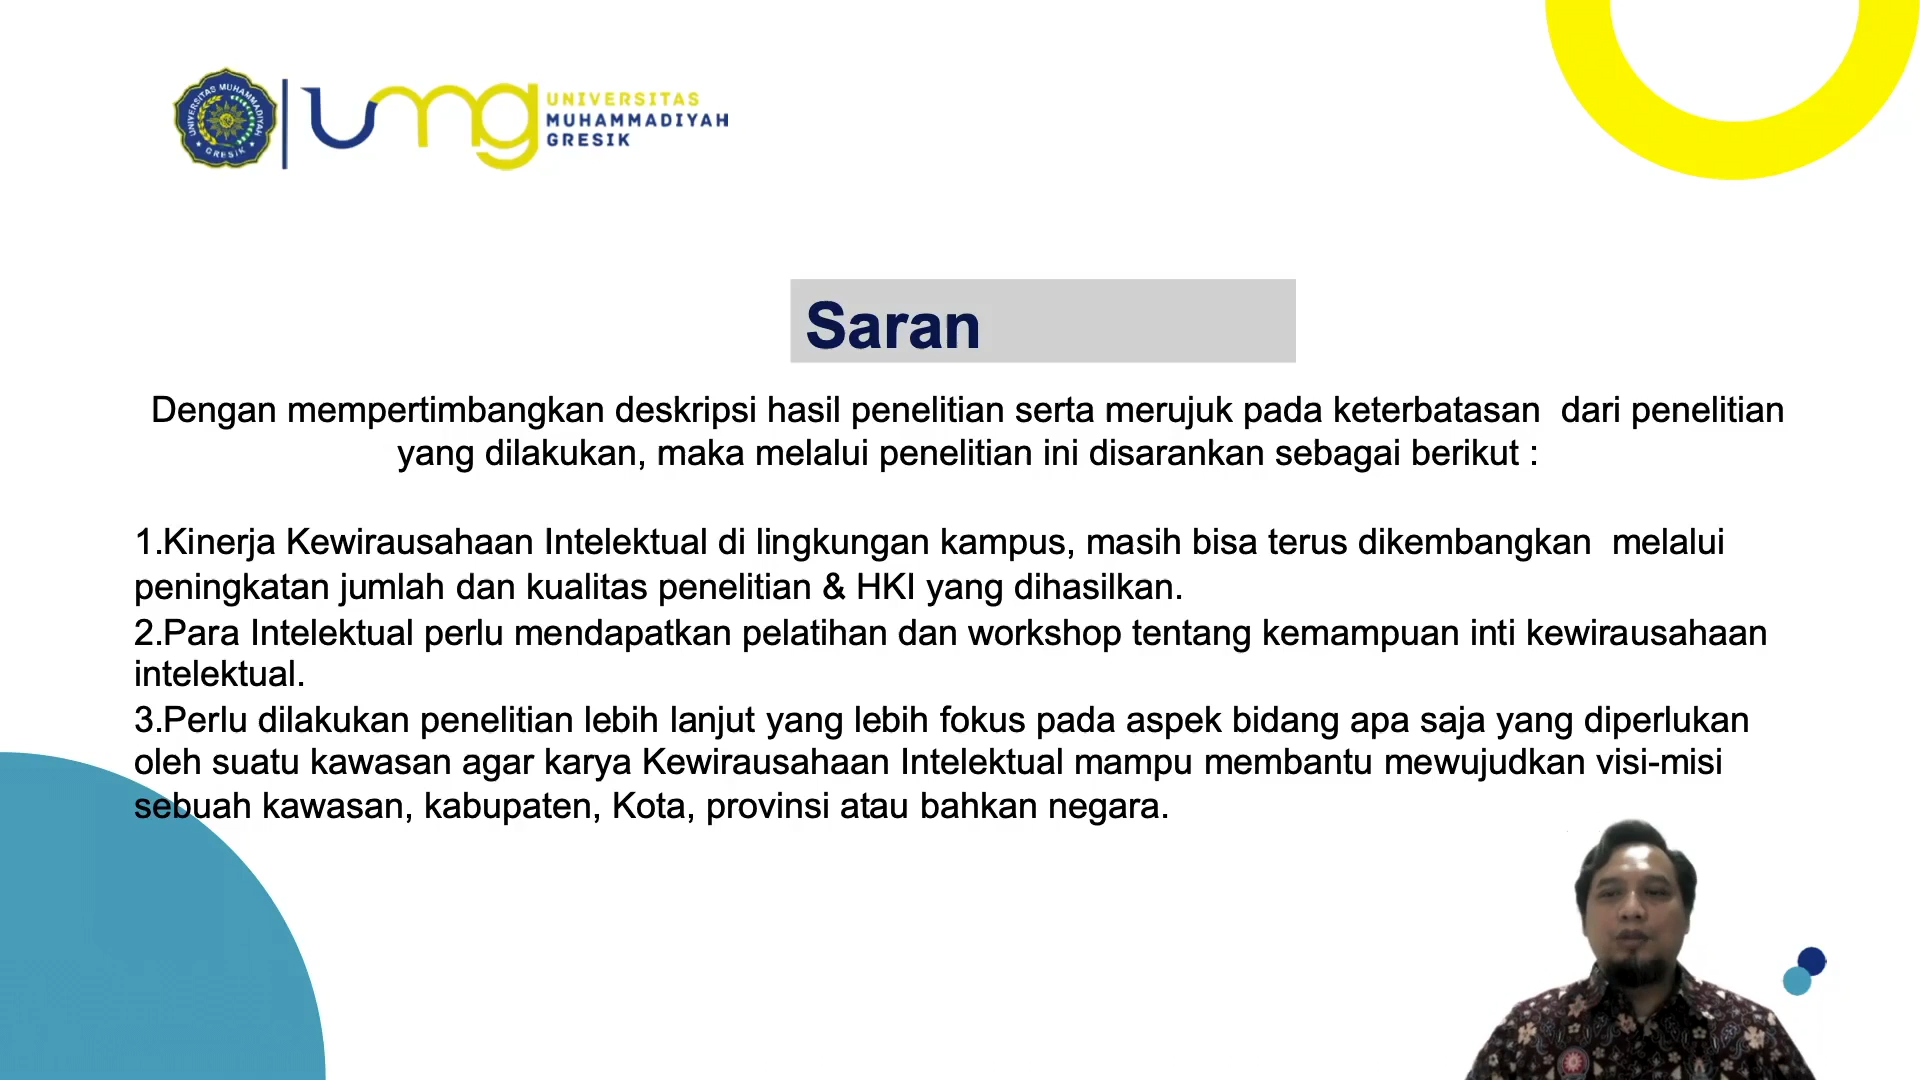 UNIVERSITAS MUHAMMADIYAH
GRESIK
umg
UNIVERSITAS
MUHAMMADIYAH
GRESIK
Saran
Dengan mempertimbangkan deskripsi hasil penelitian serta merujuk pada keterbatasan  dari penelitian
yang dilakukan, maka melalui penelitian ini disarankan sebagai berikut :
1.Kinerja Kewirausahaan Intelektual di lingkungan kampus, masih bisa terus dikembangkan  melalui
peningkatan jumlah dan kualitas penelitian & HKI yang dihasilkan.
2.Para Intelektual perlu mendapatkan pelatihan dan workshop tentang kemampuan inti kewirausahaan
intelektual.
3.Perlu dilakukan penelitian lebih lanjut yang lebih fokus pada aspek bidang apa saja yang diperlukan
oleh suatu kawasan agar karya Kewirausahaan Intelektual mampu membantu mewujudkan visi-misi
sebuah kawasan, kabupaten, Kota, provinsi atau bahkan negara.